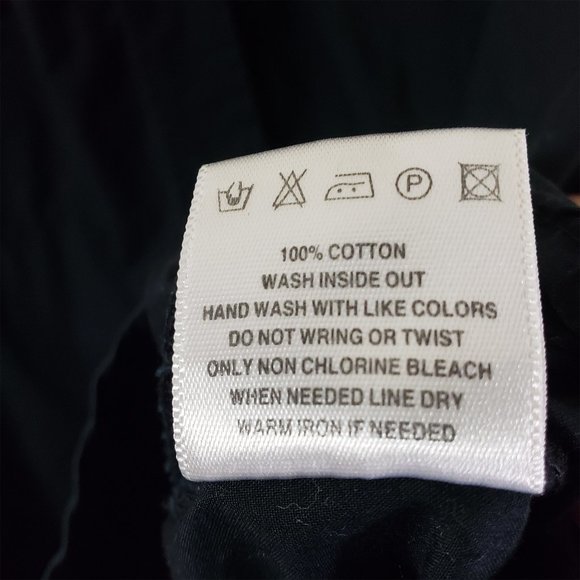 P
100% COTTON
WASH INSIDE OUT
HAND WASH WITH LIKE COLORS
DO NOT WRING OR TWIST
ONLY NON CHLORINE BLEACH
WHEN NEEDED LINE DRY
WARM IRON IF NEEDED